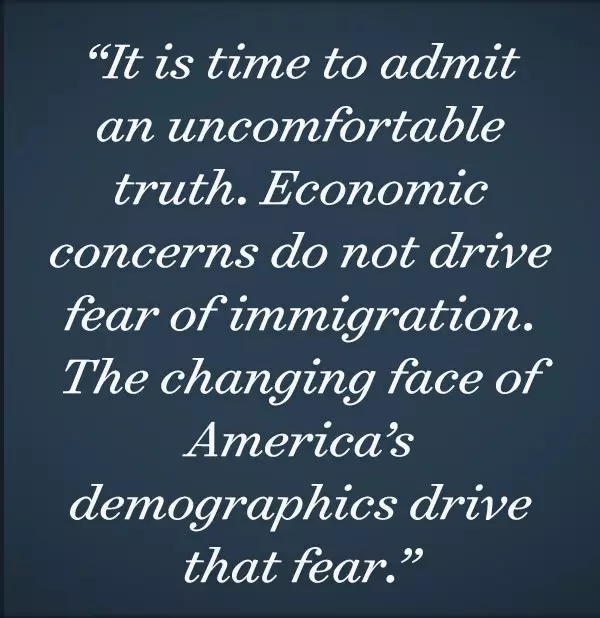 “It is time to admit
an uncomfortable
truth. Economic
concerns do not drive
fear of immigration.
The changing face of
America’s
demographics drive
that fear.”